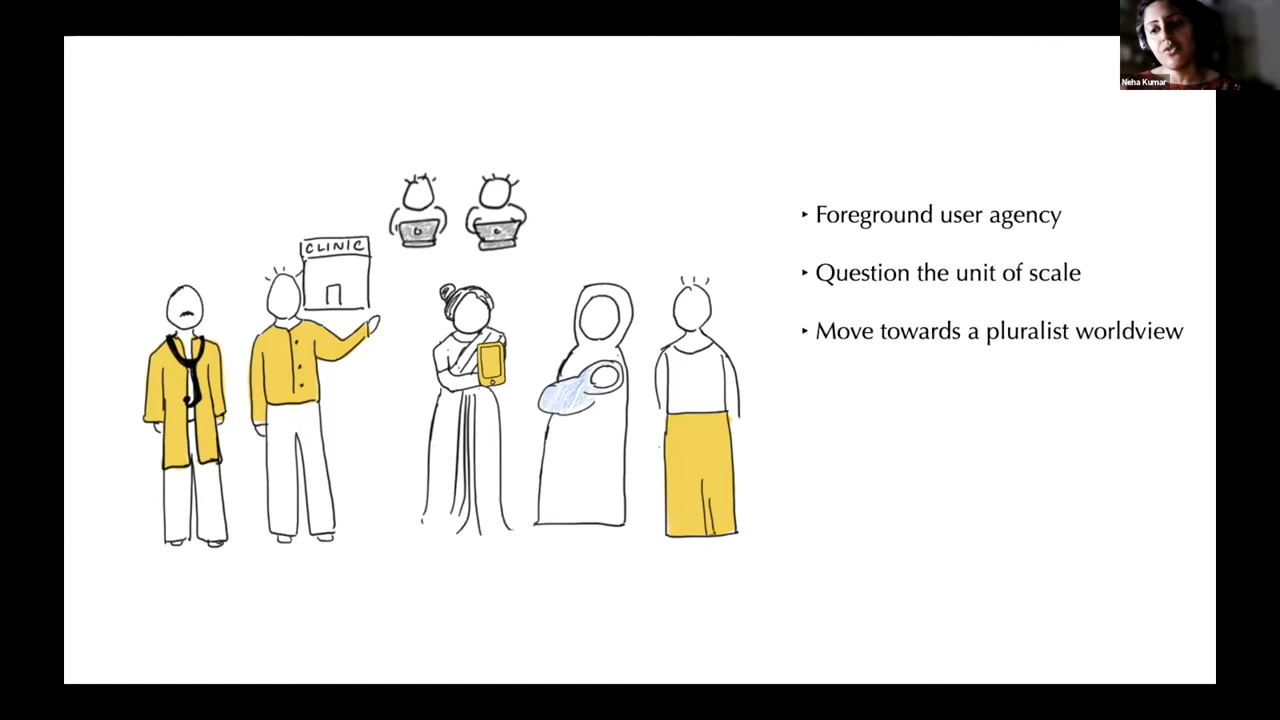 Neha Kumar
CLINIC
‣ Foreground user agency
‣ Question the unit of scale
‣ Move towards a pluralist worldview